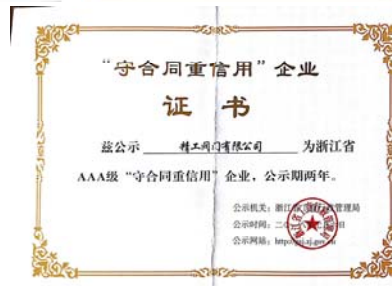 “守合同重信用”企业
证书
兹公示 精工阀门有限公司 为浙江省
AAA级“守合同重信用”企业，公示期两年。
公示机关：浙江 管理局
公示时间：二
公示网站：